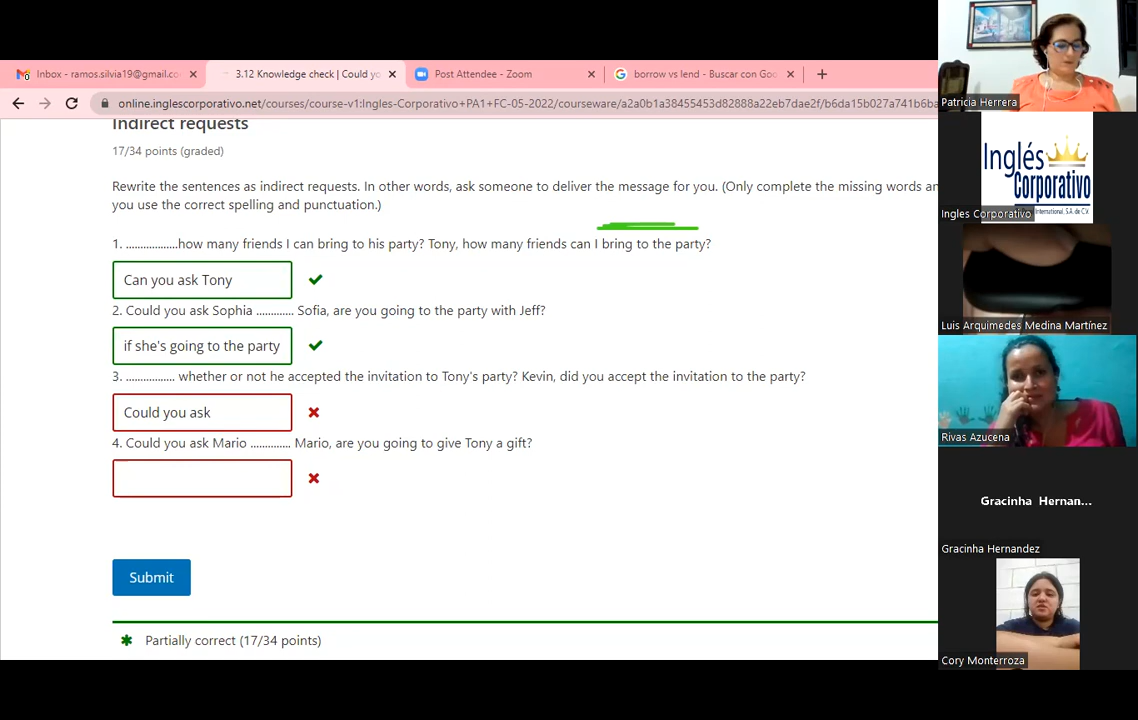 Inbox - ramos.silvia19@gmail.co
3.12 Knowledge check | Could yo
Post Attendee - Zoom
borrow vs lend - Buscar con Goo
online.inglescorporativo.net/courses/course-v1:Ingles-Corporativo+PA1+FC-05-2022/courseware/a2a0b1a38455453d82888a22eb7dae2f/b6da15b027a741b6ba
Indirect requests
17/34 points (graded)
Rewrite the sentences as indirect requests. In other words, ask someone to deliver the message for you. (Only complete the missing words an
you use the correct spelling and punctuation.)
1. ..................how many friends I can bring to his party? Tony, how many friends can I bring to the party?
Can you ask Tony
2. Could you ask Sophia ............. Sofia, are you going to the party with Jeff?
if she's going to the party
3. ................. whether or not he accepted the invitation to Tony's party? Kevin, did you accept the invitation to the party?
Could you ask
4. Could you ask Mario .............. Mario, are you going to give Tony a gift?
Submit
Partially correct (17/34 points)
Patricia Herrera
Inglés
Corporativo
International, S.A. de C.V.
Ingles Corporativo
Luis Arquimedes Medina Martínez
Rivas Azucena
Gracinha Hernan...
Gracinha Hernandez
Cory Monterroza